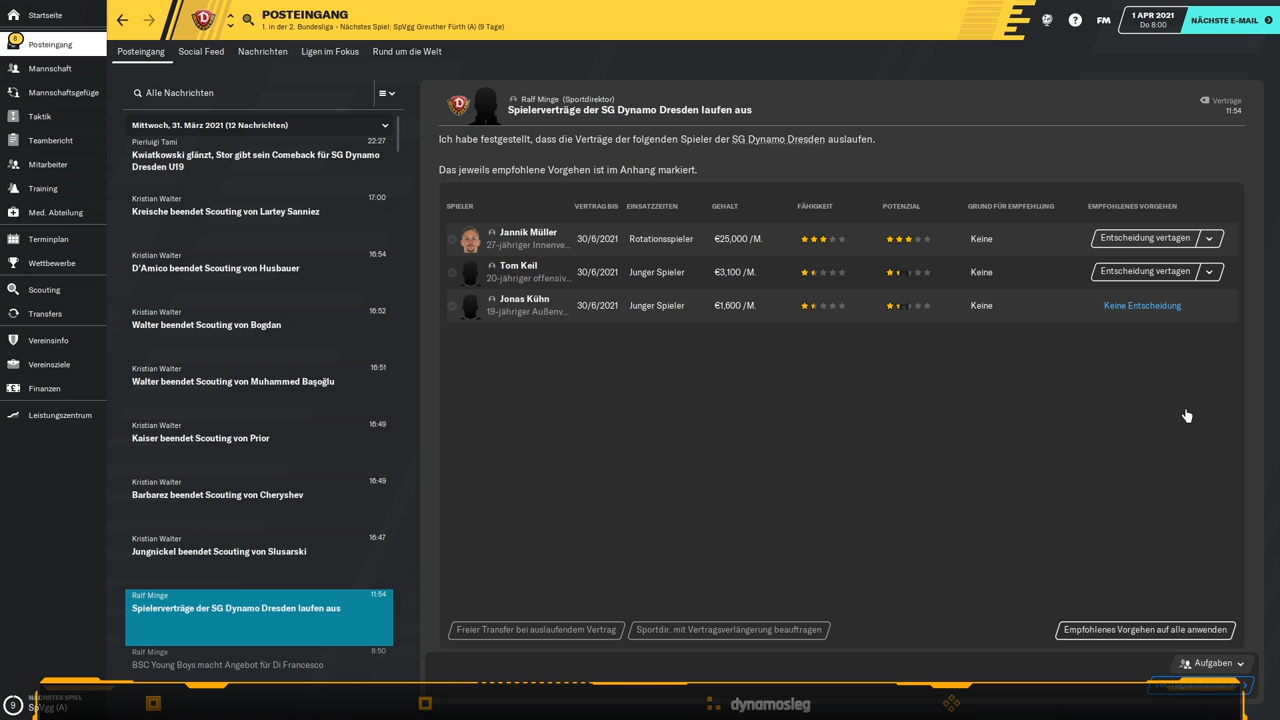 Startseite
8
Posteingang
Mannschaft
Mannschaftsgefüge
Taktik
Teambericht
Mitarbeiter
Training
Med. Abteilung
Terminplan
Wettbewerbe
Scouting
Transfers
Vereinsinfo
Vereinsziele
Finanzen
Leistungszentrum
POSTEINGANG
1. in der 2. Bundesliga - Nächstes Spiel: SpVgg Greuther Fürth (A) (9 Tage)
FM
1 APR 2021
Do 8:00
NÄCHSTE E-MAIL
Posteingang
Social Feed
Nachrichten
Ligen im Fokus
Rund um die Welt
Alle Nachrichten
Mittwoch, 31. März 2021 (12 Nachrichten)
Pierluigi Tami 22:27
Kwiatkowski glänzt, Stor gibt sein Comeback für SG Dynamo
Dresden U19
Kristian Walter 17:00
Kreische beendet Scouting von Lartey Sanniez
Kristian Walter 16:54
D'Amico beendet Scouting von Husbauer
Kristian Walter 16:52
Walter beendet Scouting von Bogdan
Kristian Walter 16:51
Walter beendet Scouting von Muhammed Başoğlu
Kristian Walter 16:49
Kaiser beendet Scouting von Prior
Kristian Walter 16:49
Barbarez beendet Scouting von Cheryshev
Kristian Walter 16:47
Jungnickel beendet Scouting von Slusarski
Ralf Minge 11:54
Spielerverträge der SG Dynamo Dresden laufen aus
Ralf Minge 8:50
BSC Young Boys macht Angebot für Di Francesco
Ralf Minge (Sportdirektor)
Spielerverträge der SG Dynamo Dresden laufen aus
Verträge
11:54
Ich habe festgestellt, dass die Verträge der folgenden Spieler der SG Dynamo Dresden auslaufen.
Das jeweils empfohlene Vorgehen ist im Anhang markiert.
SPIELER VERTRAG BIS EINSATZZEITEN GEHALT FÄHIGKEIT POTENZIAL GRUND FÜR EMPFEHLUNG EMPFOHLENES VORGEHEN
Jannik Müller
27-jähriger Innenve... 30/6/2021 Rotationsspieler €25,000 /M. Keine Entscheidung vertagen
Tom Keil
20-jähriger offensiv... 30/6/2021 Junger Spieler €3,100 /M. Keine Entscheidung vertagen
Jonas Kühn
19-jähriger Außenv... 30/6/2021 Junger Spieler €1,600 /M. Keine Keine Entscheidung
Freier Transfer bei auslaufendem Vertrag
Sportdir. mit Vertragsverlängerung beauftragen
Empfohlenes Vorgehen auf alle anwenden
Aufgaben
9
NÄCHSTES SPIEL
SpVgg (A)
dynamosleg